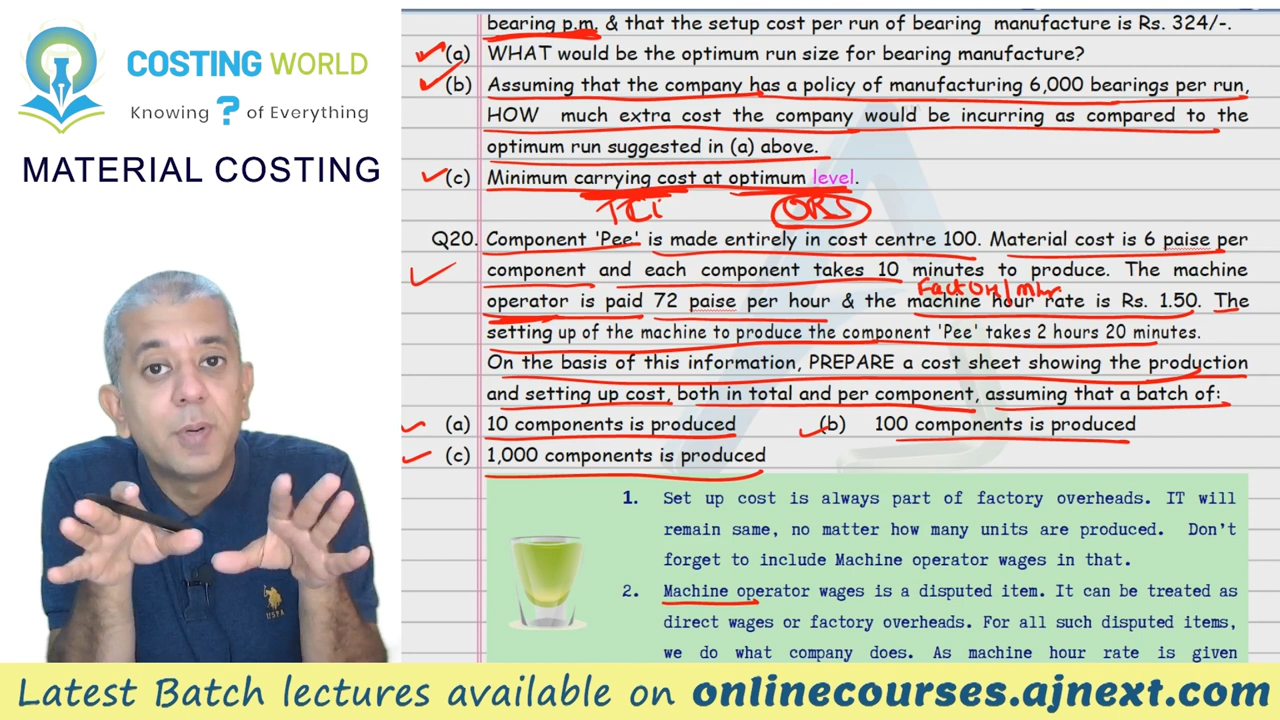 COSTING WORLD
Knowing ? of Everything
MATERIAL COSTING
bearing p.m. & that the setup cost per run of bearing manufacture is Rs. 324/-.
(a) WHAT would be the optimum run size for bearing manufacture?
(b) Assuming that the company has a policy of manufacturing 6,000 bearings per run,
HOW much extra cost the company would be incurring as compared to the
optimum run suggested in (a) above.
(c) Minimum carrying cost at optimum level.
TCi ORS
Q20. Component 'Pee' is made entirely in cost centre 100. Material cost is 6 paise per
component and each component takes 10 minutes to produce. The machine
Fact OH/Mhr
operator is paid 72 paise per hour & the machine hour rate is Rs. 1.50. The
setting up of the machine to produce the component 'Pee' takes 2 hours 20 minutes.
On the basis of this information, PREPARE a cost sheet showing the production
and setting up cost, both in total and per component, assuming that a batch of:
(a) 10 components is produced (b) 100 components is produced
(c) 1,000 components is produced
1. Set up cost is always part of factory overheads. IT will
remain same, no matter how many units are produced. Don't
forget to include Machine operator wages in that.
2. Machine operator wages is a disputed item. It can be treated as
direct wages or factory overheads. For all such disputed items,
we do what company does. As machine hour rate is given
USPA
Latest Batch lectures available on onlinecourses.ajnext.com